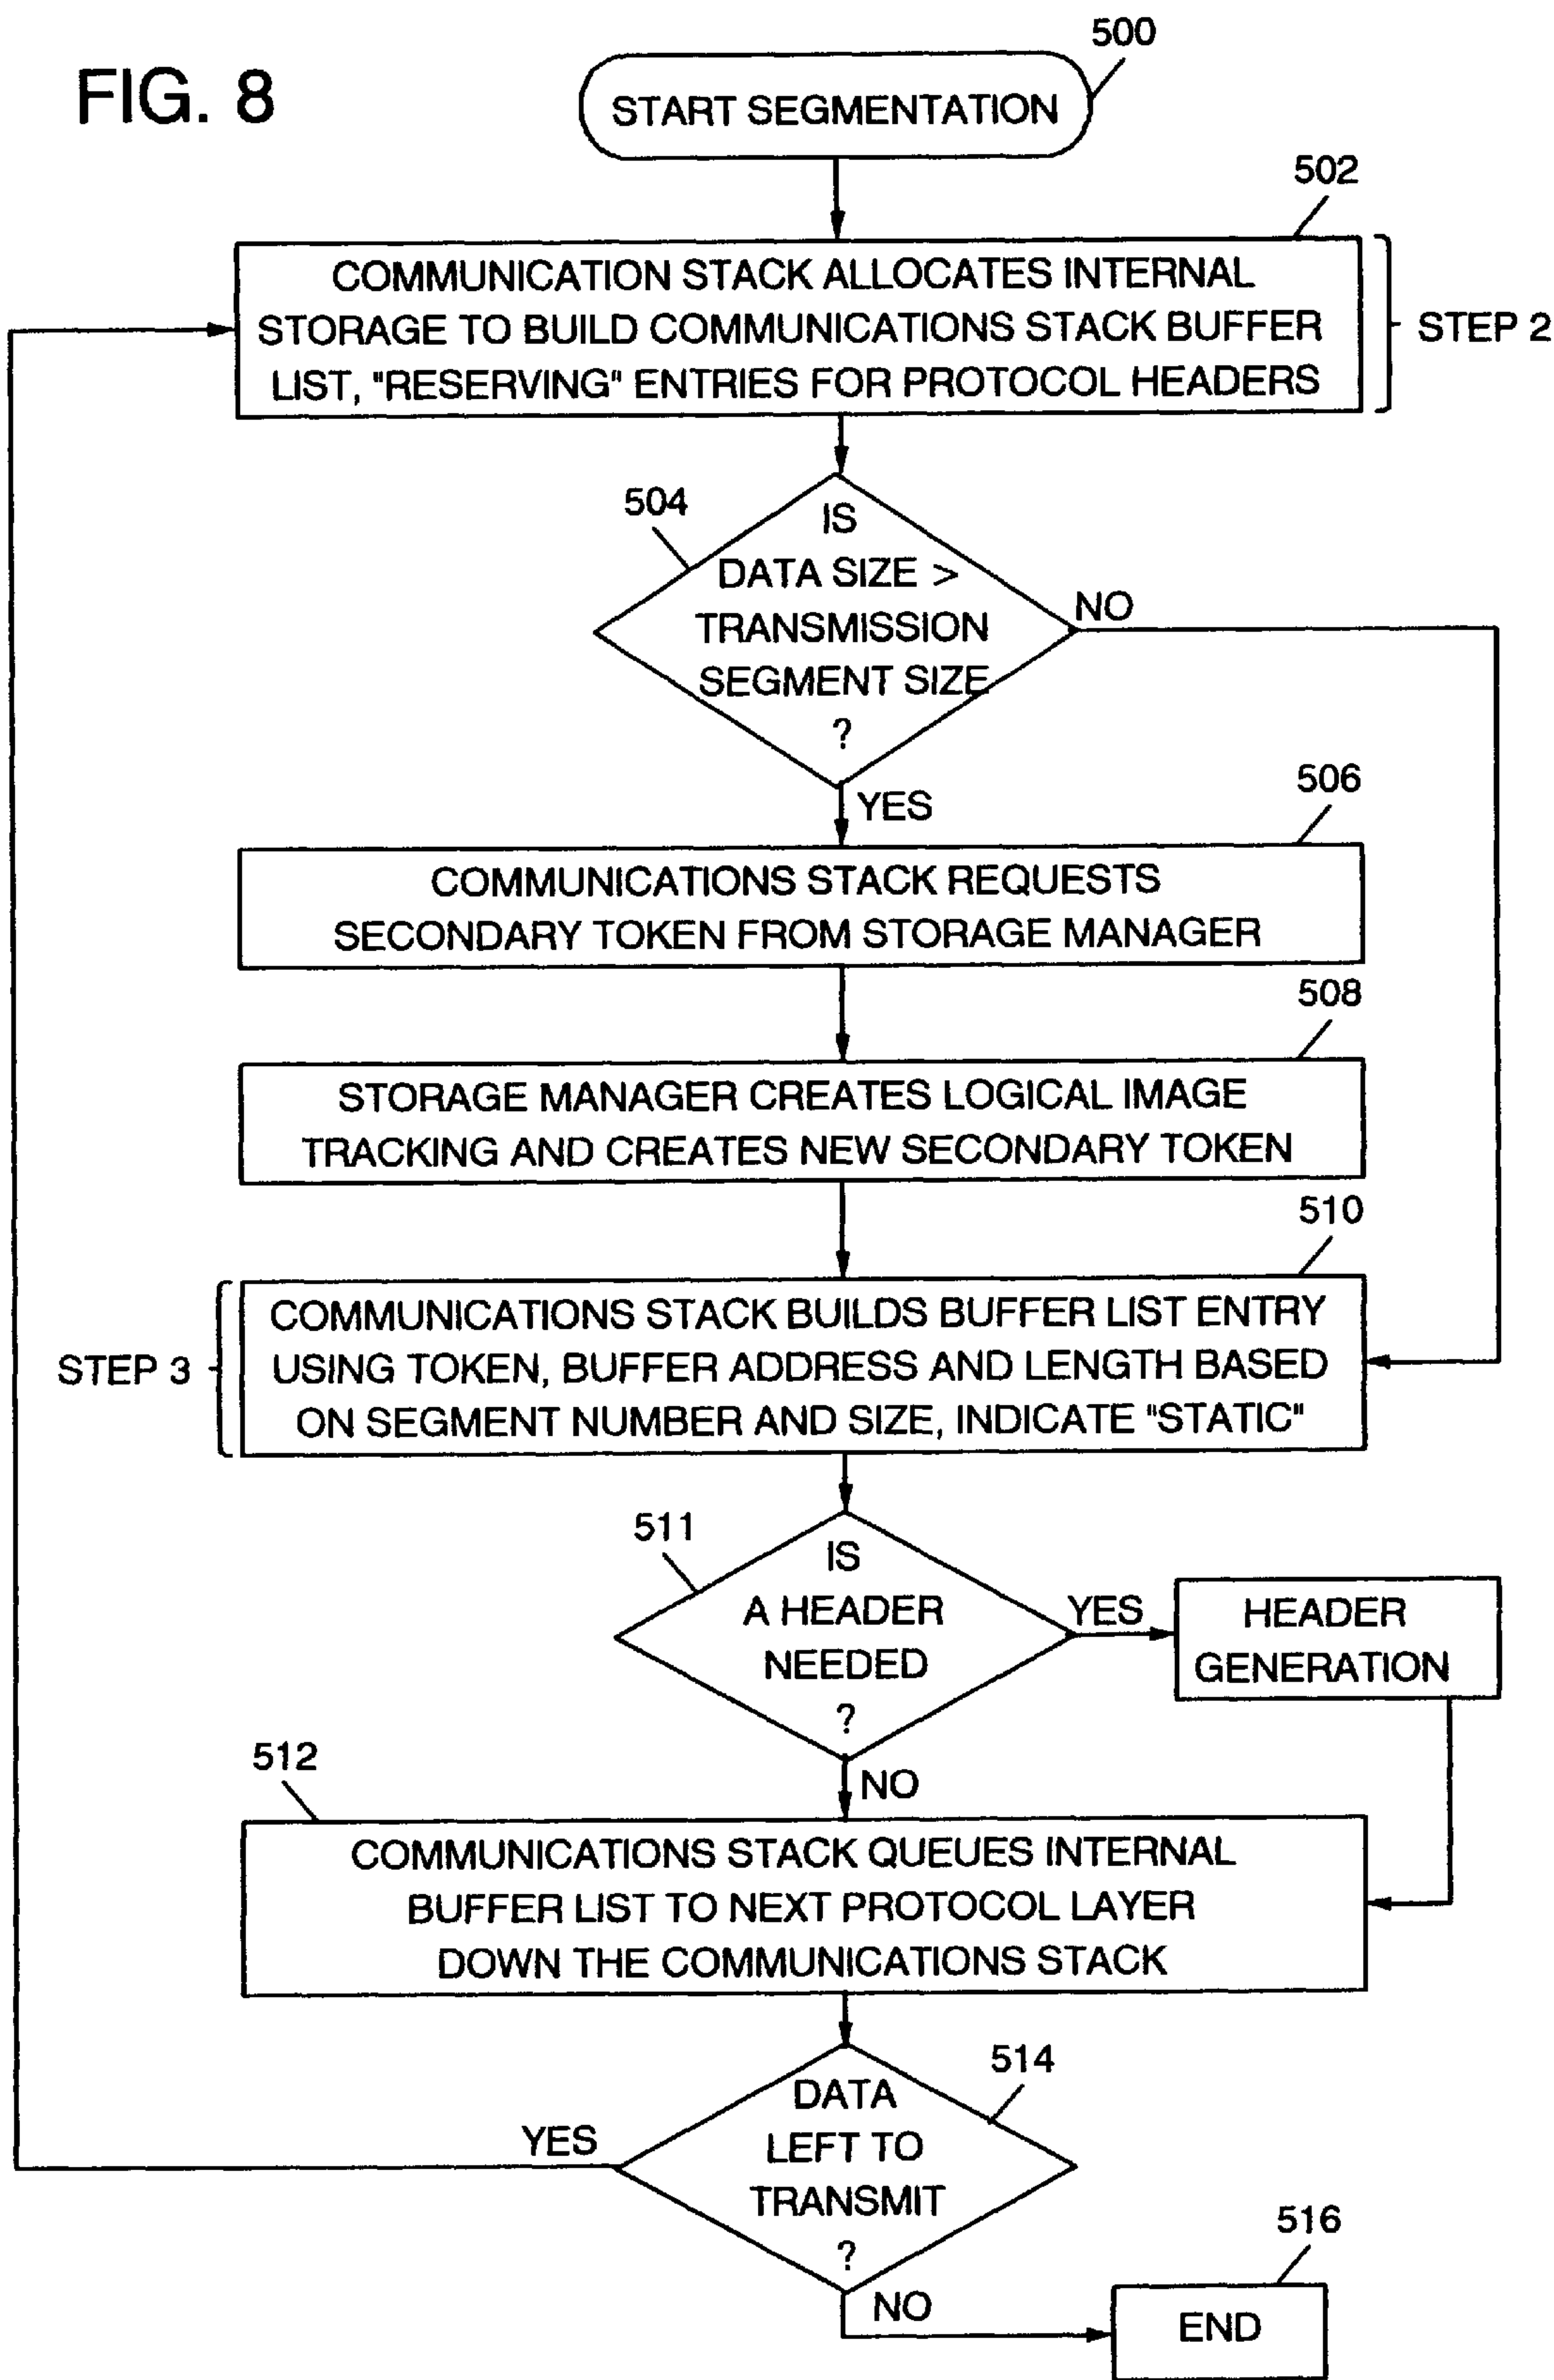 FIG. 8
500
START SEGMENTATION
502
COMMUNICATION STACK ALLOCATES INTERNAL
STORAGE TO BUILD COMMUNICATIONS STACK BUFFER
LIST, "RESERVING" ENTRIES FOR PROTOCOL HEADERS
STEP 2
504
IS
DATA SIZE >
TRANSMISSION
SEGMENT SIZE
?
NO
YES
506
COMMUNICATIONS STACK REQUESTS
SECONDARY TOKEN FROM STORAGE MANAGER
508
STORAGE MANAGER CREATES LOGICAL IMAGE
TRACKING AND CREATES NEW SECONDARY TOKEN
510
STEP 3
COMMUNICATIONS STACK BUILDS BUFFER LIST ENTRY
USING TOKEN, BUFFER ADDRESS AND LENGTH BASED
ON SEGMENT NUMBER AND SIZE, INDICATE "STATIC"
511
IS
A HEADER
NEEDED
?
YES
HEADER
GENERATION
NO
512
COMMUNICATIONS STACK QUEUES INTERNAL
BUFFER LIST TO NEXT PROTOCOL LAYER
DOWN THE COMMUNICATIONS STACK
514
DATA
LEFT TO
TRANSMIT
?
YES
NO
516
END